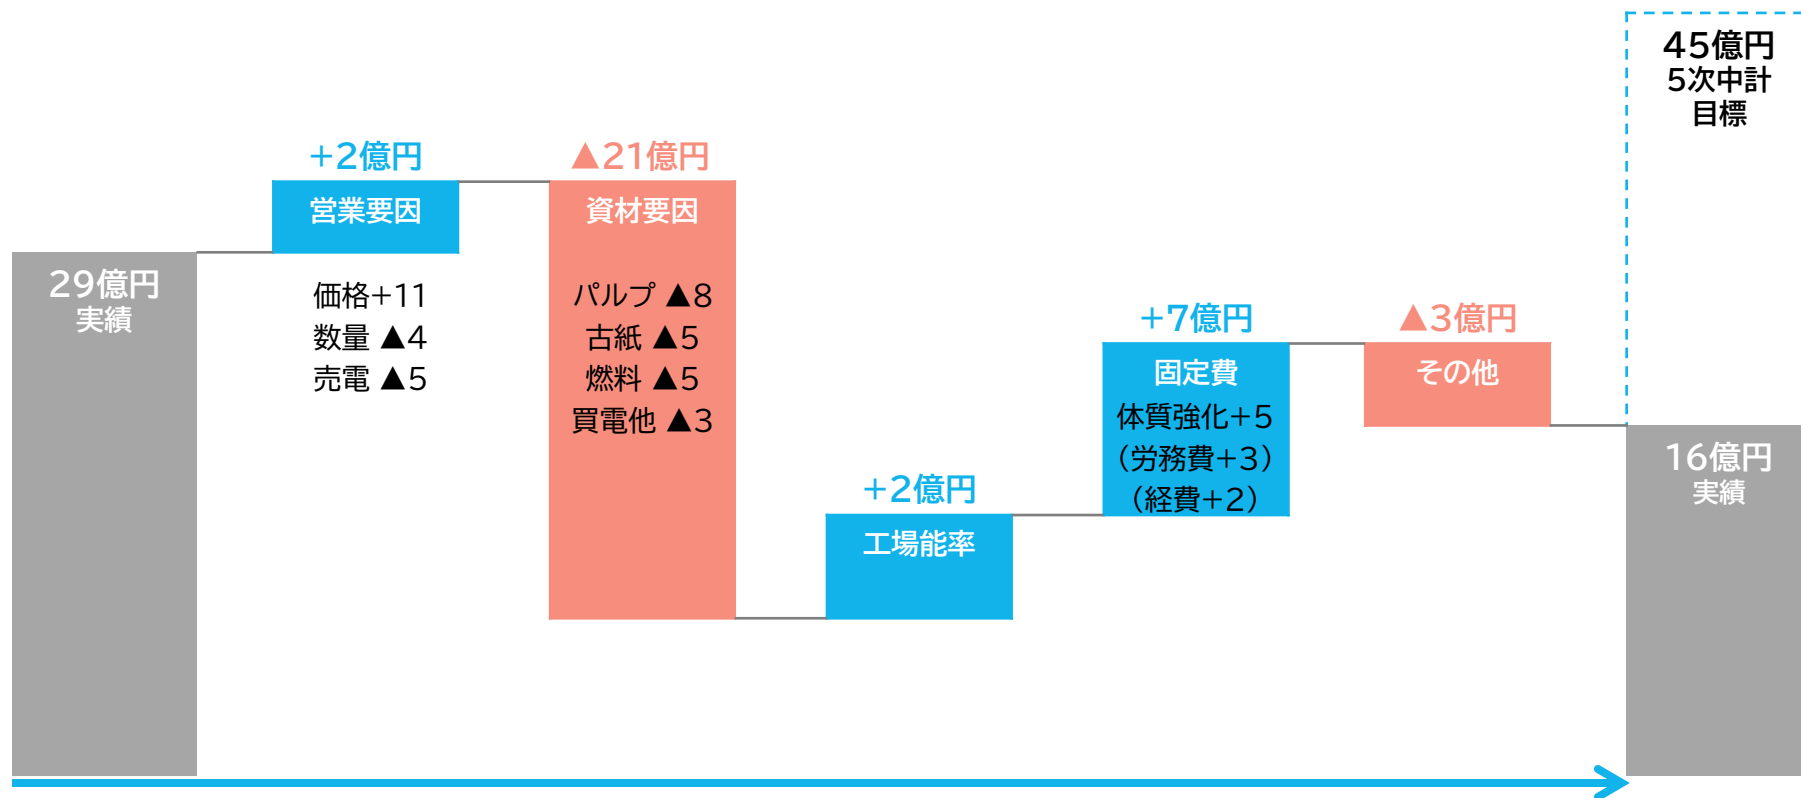 29億円
実績
+2億円
営業要因
価格+11
数量 ▲4
売電 ▲5
▲21億円
資材要因
パルプ ▲8
古紙 ▲5
燃料 ▲5
買電他 ▲3
+2億円
工場能率
+7億円
固定費
体質強化+5
(労務費+3)
(経費+2)
▲3億円
その他
45億円
5次中計
目標
16億円
実績